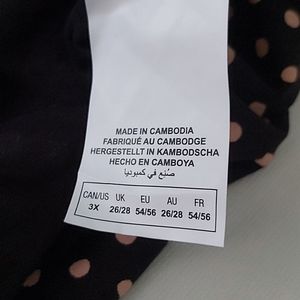 MADE IN CAMBODIA
FABRIQUÉ AU CAMBODGE
HERGESTELLT IN KAMBODSCHA
HECHO EN CAMBOYA
صُنِع في كمبوديا
CAN/US UK EU AU FR
3X 26/28 54/56 26/28 54/56